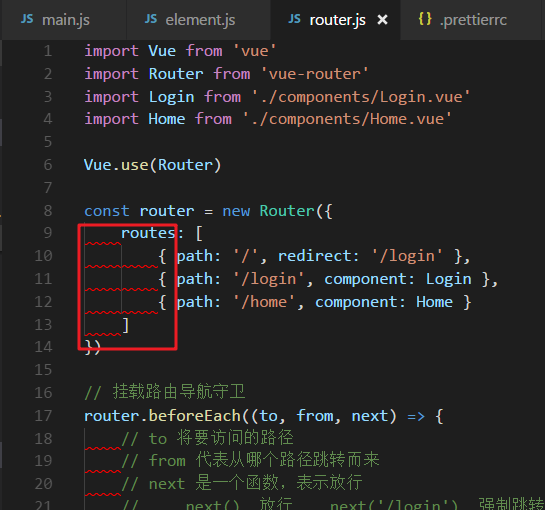 JS main.js JS element.js JS router.js × { } .prettierrc
1 import Vue from 'vue'
2 import Router from 'vue-router'
3 import Login from './components/Login.vue'
4 import Home from './components/Home.vue'
5
6 Vue.use(Router)
7
8 const router = new Router({
9 routes: [
10 { path: '/', redirect: '/login' },
11 { path: '/login', component: Login },
12 { path: '/home', component: Home }
13 ]
14 })
15
16 // 挂载路由导航守卫
17 router.beforeEach((to, from, next) => {
18 // to 将要访问的路径
19 // from 代表从哪个路径跳转而来
20 // next 是一个函数，表示放行
21 // next() 放行 next('/login') 强制跳转